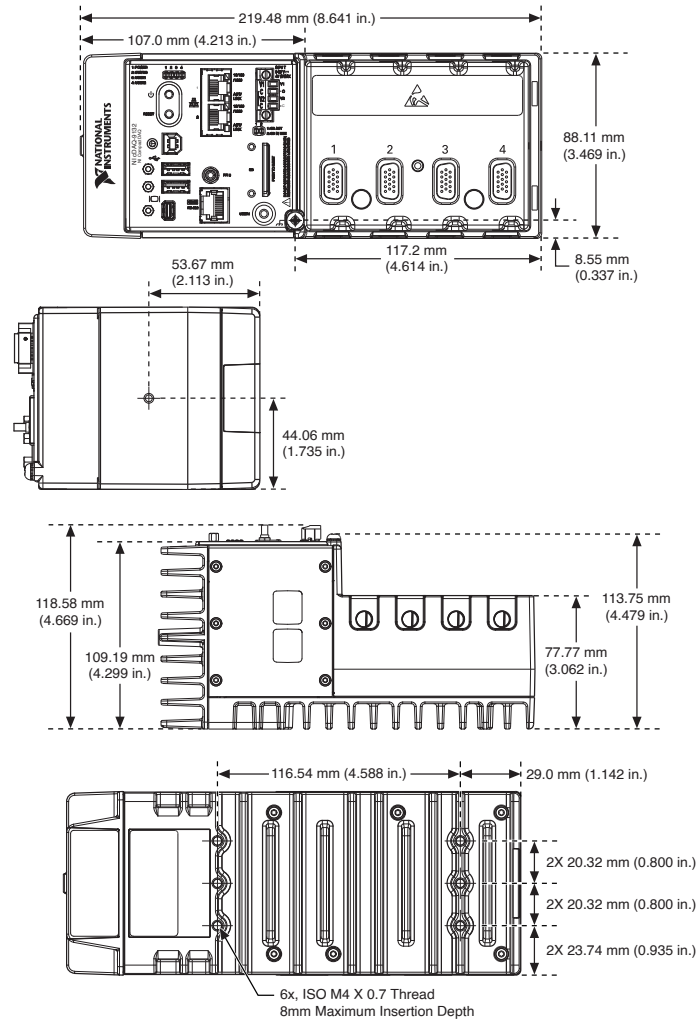 219.48 mm (8.641 in.)
107.0 mm (4.213 in.)
NATIONAL
INSTRUMENTS
NI cDAQ-9132
NI CompactDAQ
RESET
1 2 3 4
88.11 mm
(3.469 in.)
117.2 mm
(4.614 in.)
8.55 mm
(0.337 in.)
53.67 mm
(2.113 in.)
44.06 mm
(1.735 in.)
118.58 mm
(4.669 in.)
109.19 mm
(4.299 in.)
113.75 mm
(4.479 in.)
77.77 mm
(3.062 in.)
116.54 mm (4.588 in.)
29.0 mm (1.142 in.)
2X 20.32 mm (0.800 in.)
2X 20.32 mm (0.800 in.)
2X 23.74 mm (0.935 in.)
6x, ISO M4 X 0.7 Thread
8mm Maximum Insertion Depth